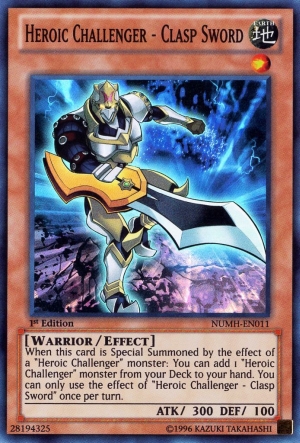 Heroic Challenger - Clasp Sword
EARTH
地
1st Edition
NUMH-EN011
[Warrior / Effect]
When this card is Special Summoned by the effect
of a "Heroic Challenger" monster: You can add 1 "Heroic
Challenger" monster from your Deck to your hand. You
can only use the effect of "Heroic Challenger - Clasp
Sword" once per turn.
ATK/ 300 DEF/ 100
28194325
©1996 KAZUKI TAKAHASHI